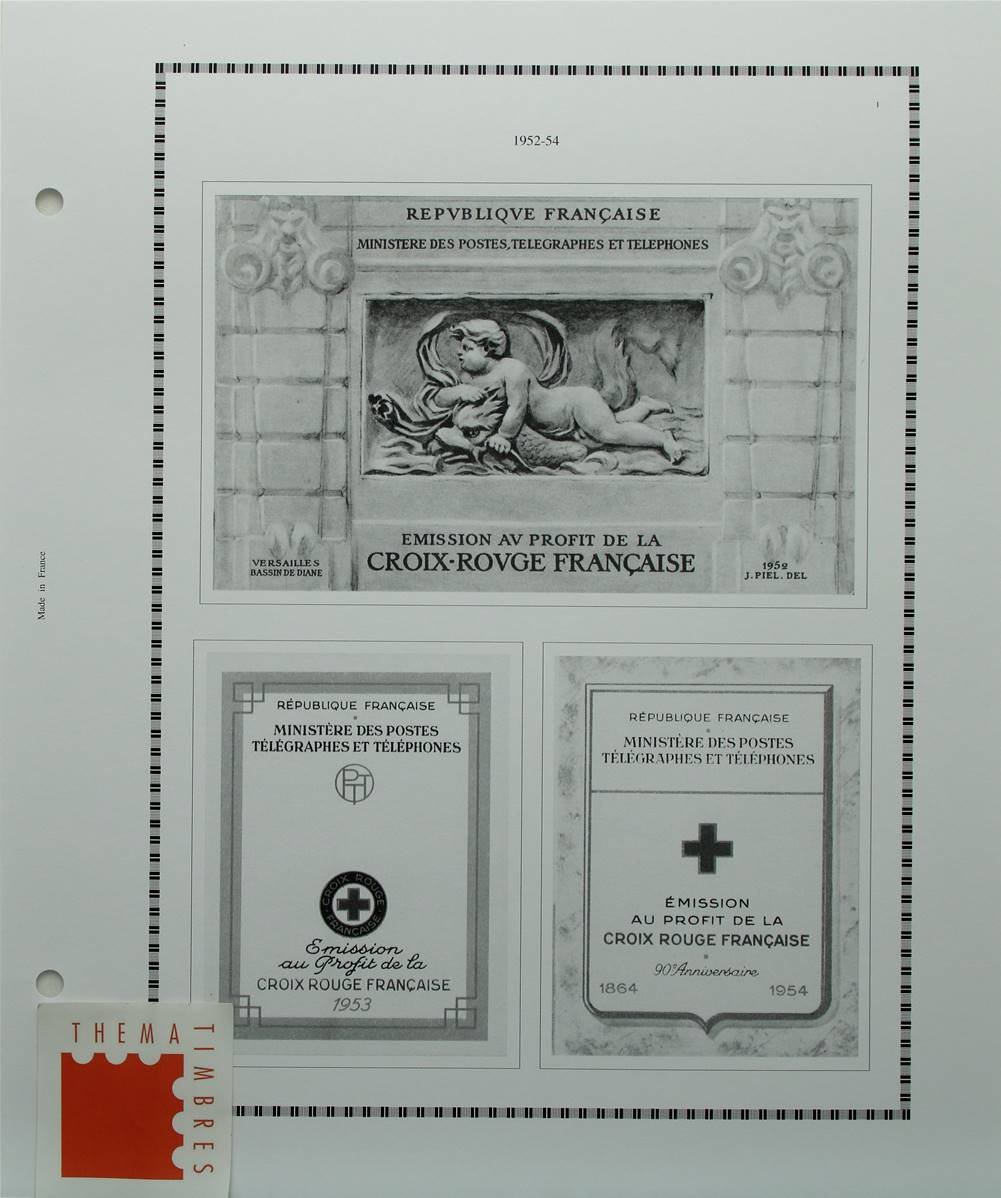 1952-54
REPVBLIQVE FRANÇAISE
MINISTERE DES POSTES, TELEGRAPHES ET TELEPHONES
EMISSION AV PROFIT DE LA
CROIX-ROVGE FRANÇAISE
VERSAILLES
BASSIN DE DIANE
1952
J. PIEL. DEL
Made in France
RÉPUBLIQUE FRANÇAISE
MINISTÈRE DES POSTES
TÉLÉGRAPHES ET TÉLÉPHONES
PTT
CROIX ROUGE
FRANÇAISE
Emission
au Profit de la
CROIX ROUGE FRANÇAISE
1953
RÉPUBLIQUE FRANÇAISE
MINISTÈRE DES POSTES
TÉLÉGRAPHES ET TÉLÉPHONES
ÉMISSION
AU PROFIT DE LA
CROIX ROUGE FRANÇAISE
90e Anniversaire
1864 1954
THEMA
TIMBRES